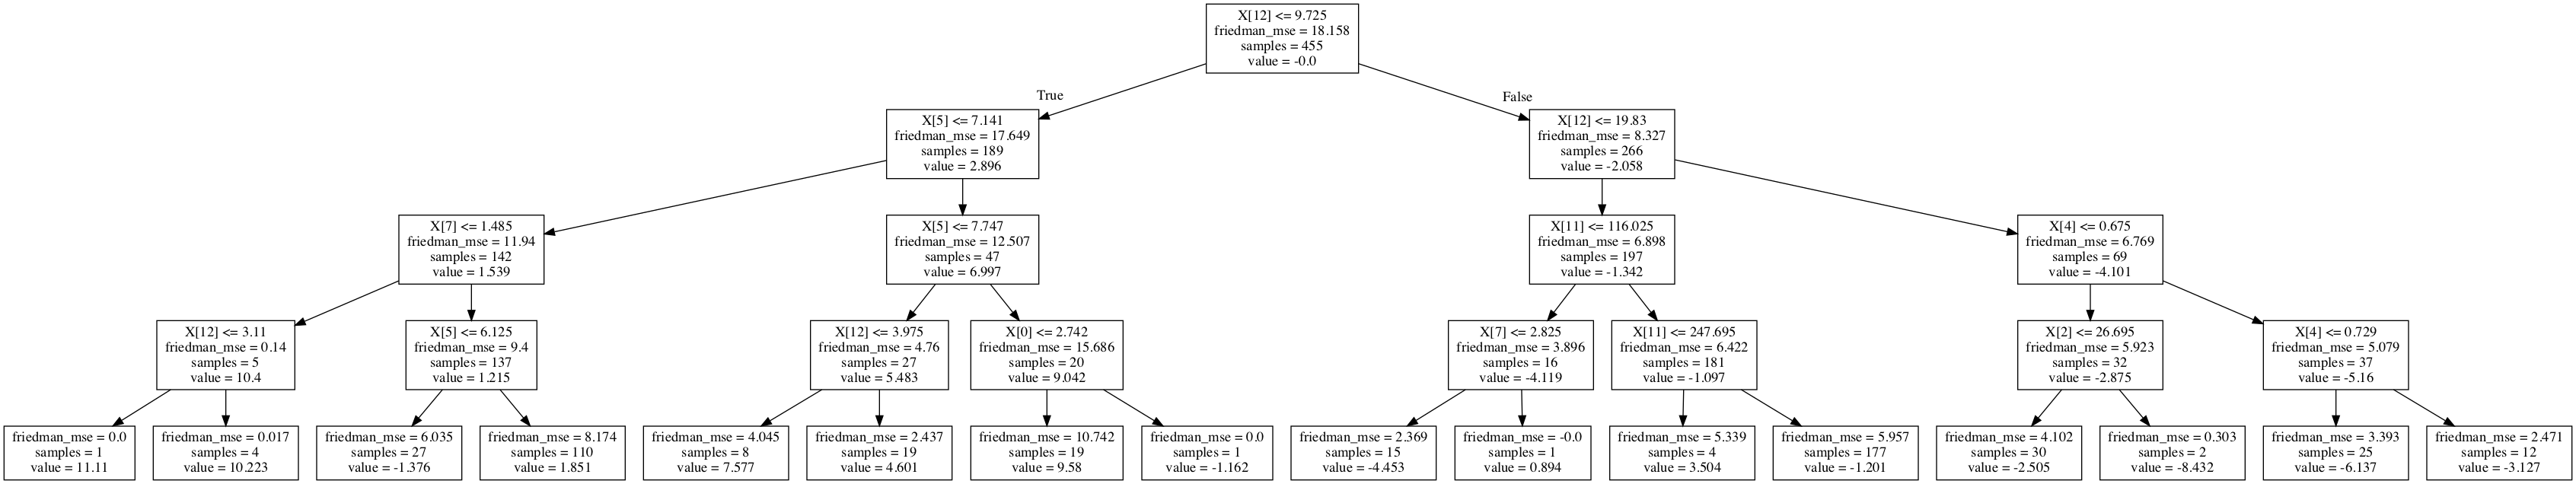 X[12] <= 9.725
friedman_mse = 18.158
samples = 455
value = -0.0
True
False
X[5] <= 7.141
friedman_mse = 17.649
samples = 189
value = 2.896
X[12] <= 19.83
friedman_mse = 8.327
samples = 266
value = -2.058
X[7] <= 1.485
friedman_mse = 11.94
samples = 142
value = 1.539
X[5] <= 7.747
friedman_mse = 12.507
samples = 47
value = 6.997
X[11] <= 116.025
friedman_mse = 6.898
samples = 197
value = -1.342
X[4] <= 0.675
friedman_mse = 6.769
samples = 69
value = -4.101
X[12] <= 3.11
friedman_mse = 0.14
samples = 5
value = 10.4
X[5] <= 6.125
friedman_mse = 9.4
samples = 137
value = 1.215
X[12] <= 3.975
friedman_mse = 4.76
samples = 27
value = 5.483
X[0] <= 2.742
friedman_mse = 15.686
samples = 20
value = 9.042
X[7] <= 2.825
friedman_mse = 3.896
samples = 16
value = -4.119
X[11] <= 247.695
friedman_mse = 6.422
samples = 181
value = -1.097
X[2] <= 26.695
friedman_mse = 5.923
samples = 32
value = -2.875
X[4] <= 0.729
friedman_mse = 5.079
samples = 37
value = -5.16
friedman_mse = 0.0
samples = 1
value = 11.11
friedman_mse = 0.017
samples = 4
value = 10.223
friedman_mse = 6.035
samples = 27
value = -1.376
friedman_mse = 8.174
samples = 110
value = 1.851
friedman_mse = 4.045
samples = 8
value = 7.577
friedman_mse = 2.437
samples = 19
value = 4.601
friedman_mse = 10.742
samples = 19
value = 9.58
friedman_mse = 0.0
samples = 1
value = -1.162
friedman_mse = 2.369
samples = 15
value = -4.453
friedman_mse = -0.0
samples = 1
value = 0.894
friedman_mse = 5.339
samples = 4
value = 3.504
friedman_mse = 5.957
samples = 177
value = -1.201
friedman_mse = 4.102
samples = 30
value = -2.505
friedman_mse = 0.303
samples = 2
value = -8.432
friedman_mse = 3.393
samples = 25
value = -6.137
friedman_mse = 2.471
samples = 12
value = -3.127